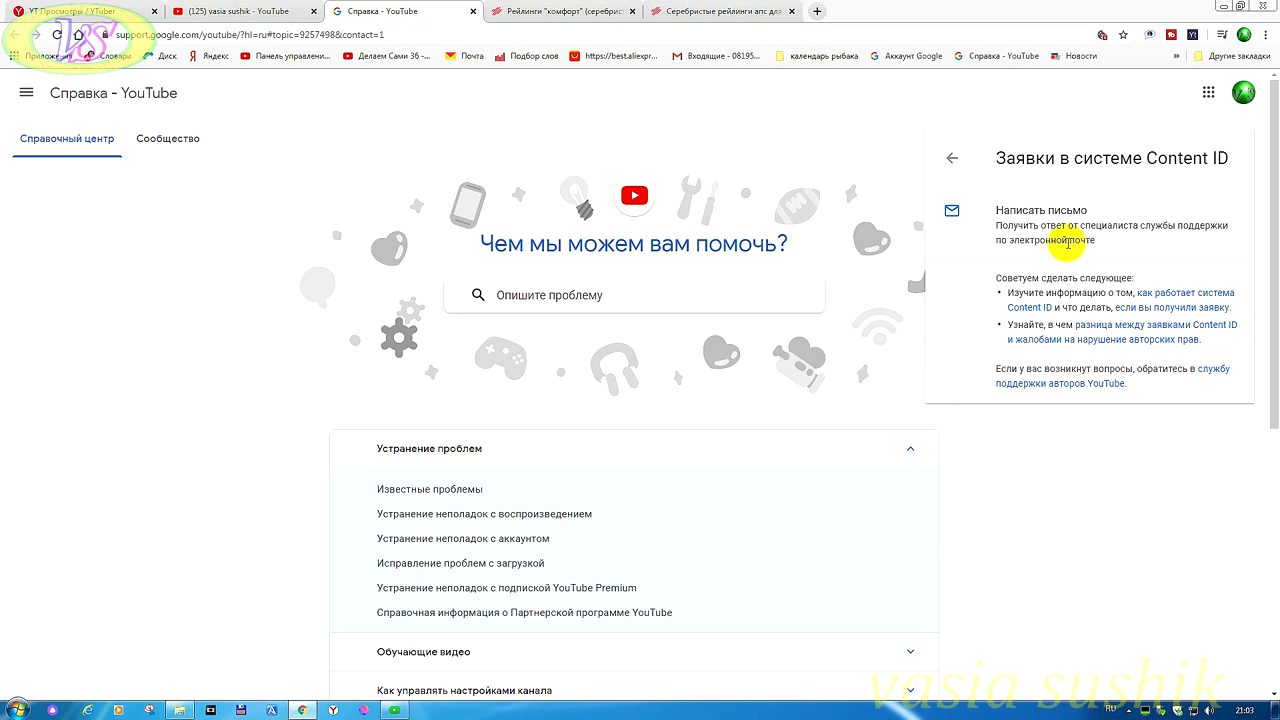 YT Просмотры / YTuber
(125) vasia sushik - YouTube
Справка - YouTube
Рейлинги "комфорт" (серебрис
Серебристые рейлинги апс для
support.google.com/youtube/?hl=ru#topic=9257498&contact=1
VS
Приложения
Словари
Диск
Яндекс
Панель управлени...
Делаем Сами 36 -...
Почта
Подбор слов
https://best.aliexpr...
Входящие - 08195...
календарь рыбака
Аккаунт Google
Справка - YouTube
Новости
Другие закладки
Справка - YouTube
Справочный центр
Сообщество
Чем мы можем вам помочь?
Опишите проблему
Заявки в системе Content ID
Написать письмо
Получить ответ от специалиста службы поддержки
по электронной почте
Советуем сделать следующее:
• Изучите информацию о том, как работает система
Content ID и что делать, если вы получили заявку.
• Узнайте, в чем разница между заявками Content ID
и жалобами на нарушение авторских прав.
Если у вас возникнут вопросы, обратитесь в службу
поддержки авторов YouTube.
Устранение проблем
Известные проблемы
Устранение неполадок с воспроизведением
Устранение неполадок с аккаунтом
Исправление проблем с загрузкой
Устранение неполадок с подпиской YouTube Premium
Справочная информация о Партнерской программе YouTube
Обучающие видео
Как управлять настройками канала
vasia sushik
RU
21:03